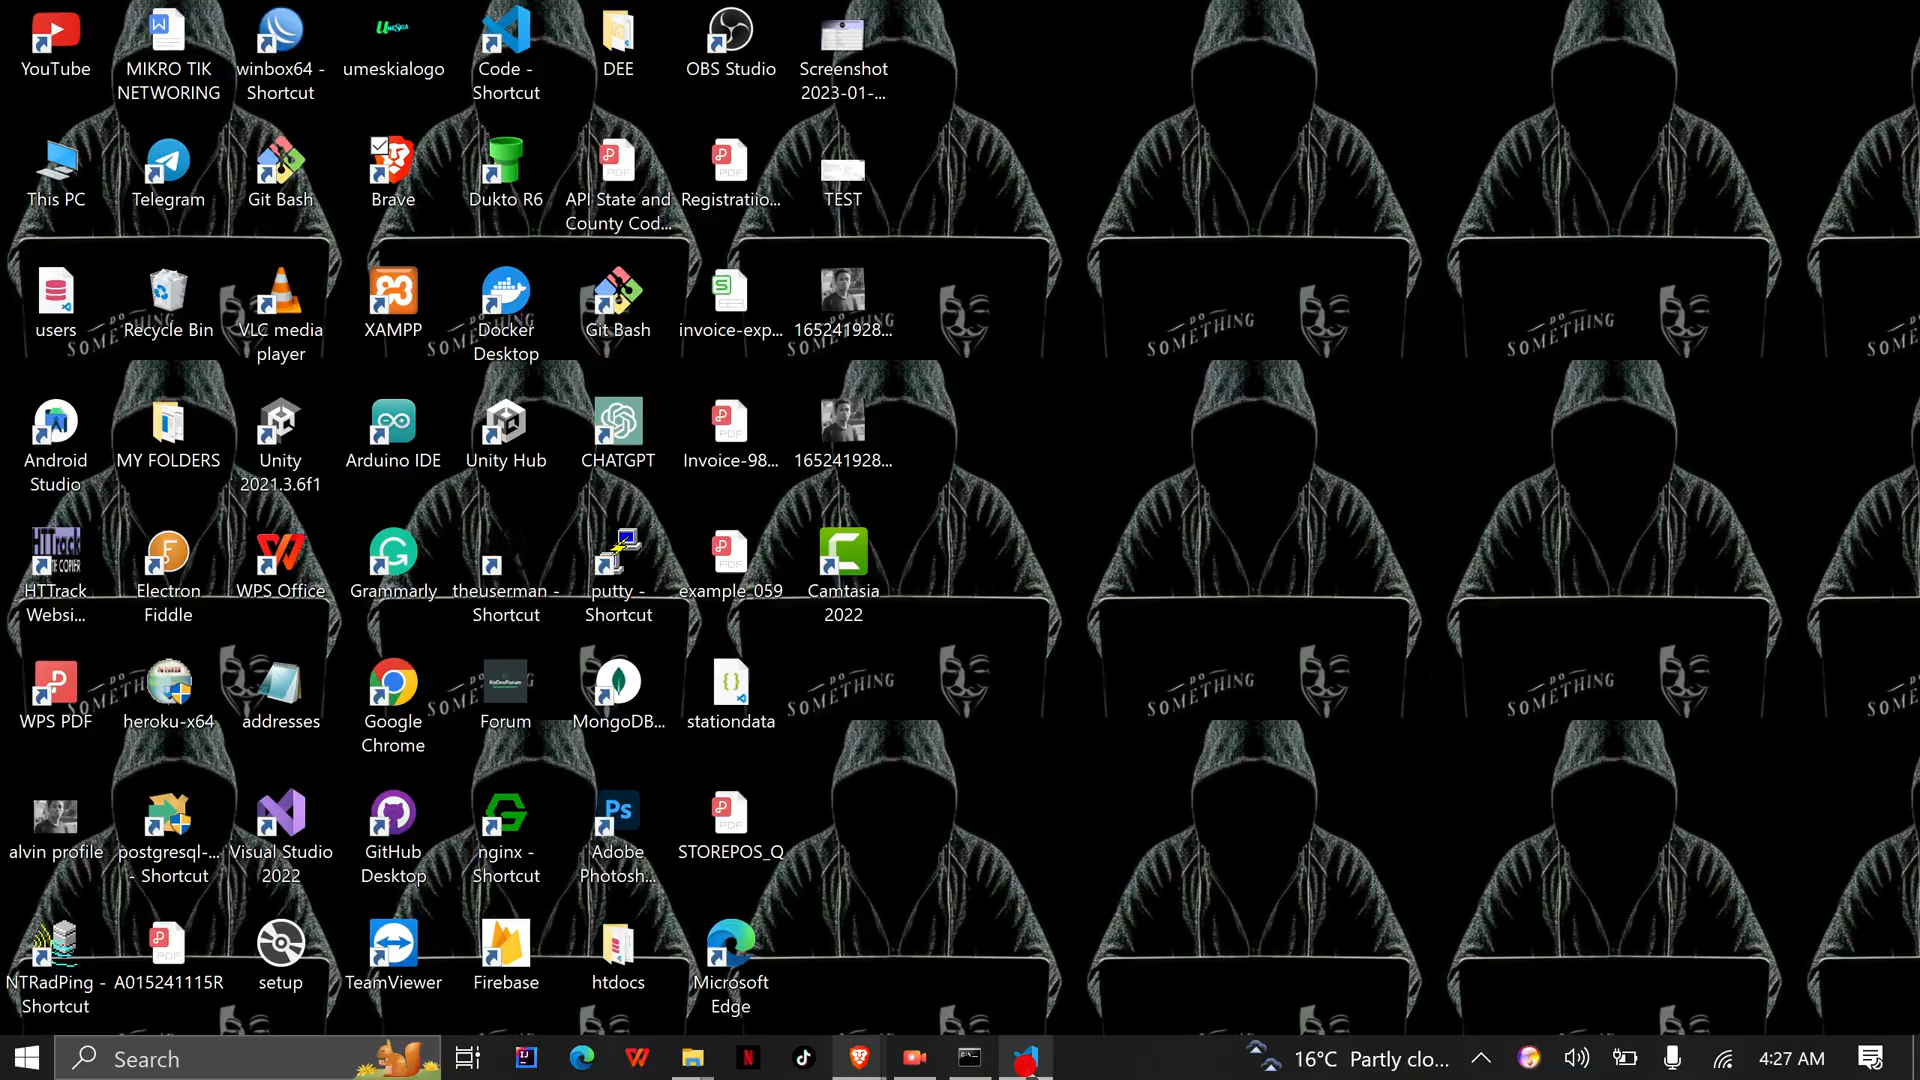 YouTube
MIKRO TIK
NETWORING
winbox64 -
Shortcut
umeskialogo
Code -
Shortcut
DEE
OBS Studio
Screenshot
2023-01-...
This PC
Telegram
Git Bash
Brave
Dukto R6
API State and
County Cod...
Registratiio...
TEST
users
Recycle Bin
VLC media
player
XAMPP
Docker
Desktop
Git Bash
invoice-exp...
165241928...
Android
Studio
MY FOLDERS
Unity
2021.3.6f1
Arduino IDE
Unity Hub
CHATGPT
Invoice-98...
165241928...
HTTrack
Websi...
Electron
Fiddle
WPS Office
Grammarly
theuserman -
Shortcut
putty -
Shortcut
example_059
Camtasia
2022
WPS PDF
heroku-x64
addresses
Google
Chrome
Forum
MongoDB...
stationdata
alvin profile
postgresql-...
- Shortcut
Visual Studio
2022
GitHub
Desktop
nginx -
Shortcut
Adobe
Photosh...
STOREPOS_Q
NTRadPing -
Shortcut
A015241115R
setup
TeamViewer
Firebase
htdocs
Microsoft
Edge
DO
SOMETHING
Search
16°C Partly clo...
4:27 AM